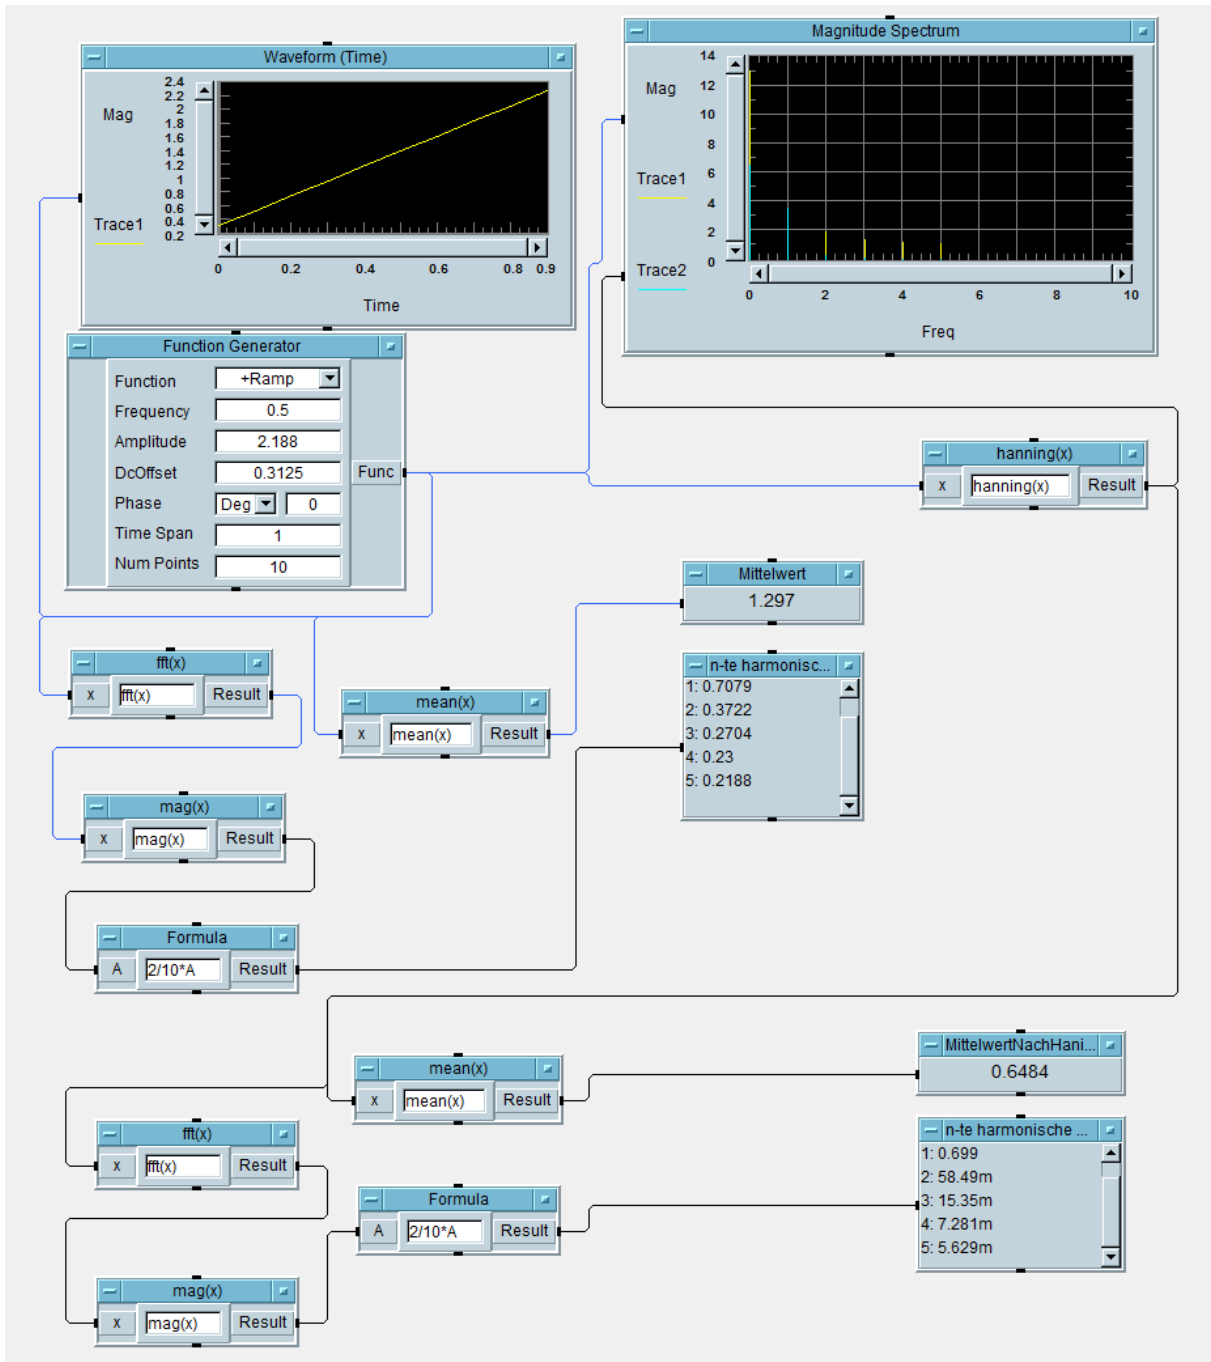 Waveform (Time)
Mag
Trace1
2.4
2.2
2
1.8
1.6
1.4
1.2
1
0.8
0.6
0.4
0.2
0 0.2 0.4 0.6 0.8 0.9
Time
Magnitude Spectrum
Mag
Trace1
Trace2
14
12
10
8
6
4
2
0
0 2 4 6 8 10
Freq
Function Generator
Function +Ramp
Frequency 0.5
Amplitude 2.188
DcOffset 0.3125
Phase Deg 0
Time Span 1
Num Points 10
Func
hanning(x)
x hanning(x) Result
Mittelwert
1.297
n-te harmonisc...
1: 0.7079
2: 0.3722
3: 0.2704
4: 0.23
5: 0.2188
fft(x)
x fft(x) Result
mean(x)
x mean(x) Result
mag(x)
x mag(x) Result
Formula
A 2/10*A Result
mean(x)
x mean(x) Result
MittelwertNachHani...
0.6484
fft(x)
x fft(x) Result
n-te harmonische ...
1: 0.699
2: 58.49m
3: 15.35m
4: 7.281m
5: 5.629m
Formula
A 2/10*A Result
mag(x)
x mag(x) Result